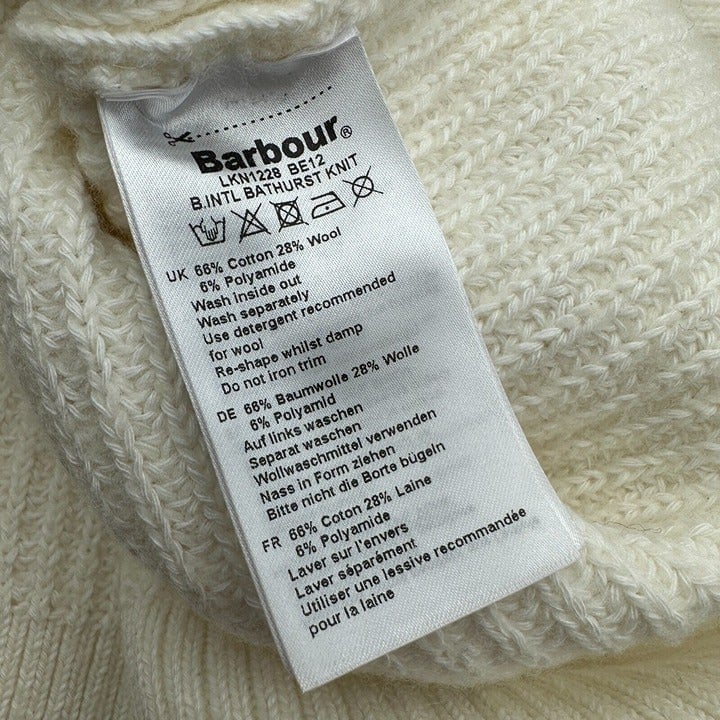 Barbour®
LKN1228 BE12
B.INTL BATHURST KNIT
UK 66% Cotton 28% Wool
6% Polyamide
Wash inside out
Wash separately
Use detergent recommended
for wool
Re-shape whilst damp
Do not iron trim
DE 66% Baumwolle 28% Wolle
6% Polyamid
Auf links waschen
Separat waschen
Wollwaschmittel verwenden
Nass in Form ziehen
Bitte nicht die Borte bügeln
FR 66% Coton 28% Laine
6% Polyamide
Laver sur l'envers
Laver séparément
Utiliser une lessive recommandée
pour la laine